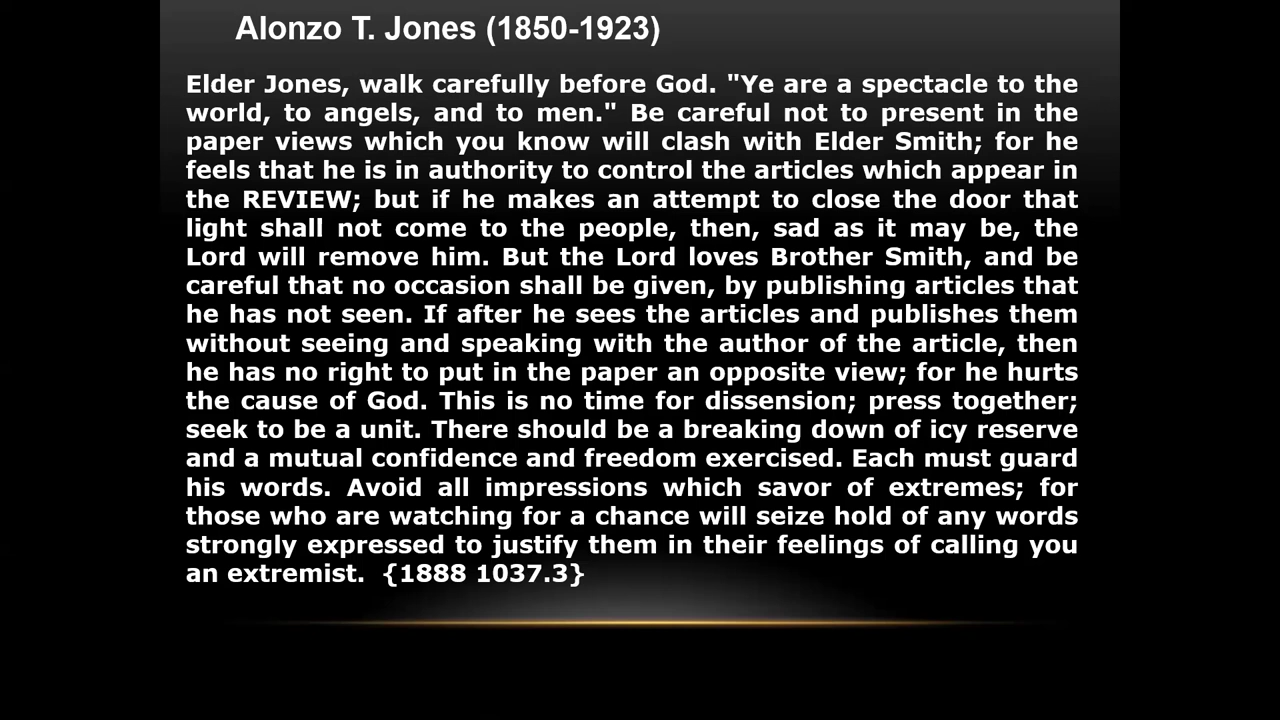 Alonzo T. Jones (1850-1923)
Elder Jones, walk carefully before God. "Ye are a spectacle to the
world, to angels, and to men." Be careful not to present in the
paper views which you know will clash with Elder Smith; for he
feels that he is in authority to control the articles which appear in
the REVIEW; but if he makes an attempt to close the door that
light shall not come to the people, then, sad as it may be, the
Lord will remove him. But the Lord loves Brother Smith, and be
careful that no occasion shall be given, by publishing articles that
he has not seen. If after he sees the articles and publishes them
without seeing and speaking with the author of the article, then
he has no right to put in the paper an opposite view; for he hurts
the cause of God. This is no time for dissension; press together;
seek to be a unit. There should be a breaking down of icy reserve
and a mutual confidence and freedom exercised. Each must guard
his words. Avoid all impressions which savor of extremes; for
those who are watching for a chance will seize hold of any words
strongly expressed to justify them in their feelings of calling you
an extremist.  {1888 1037.3}